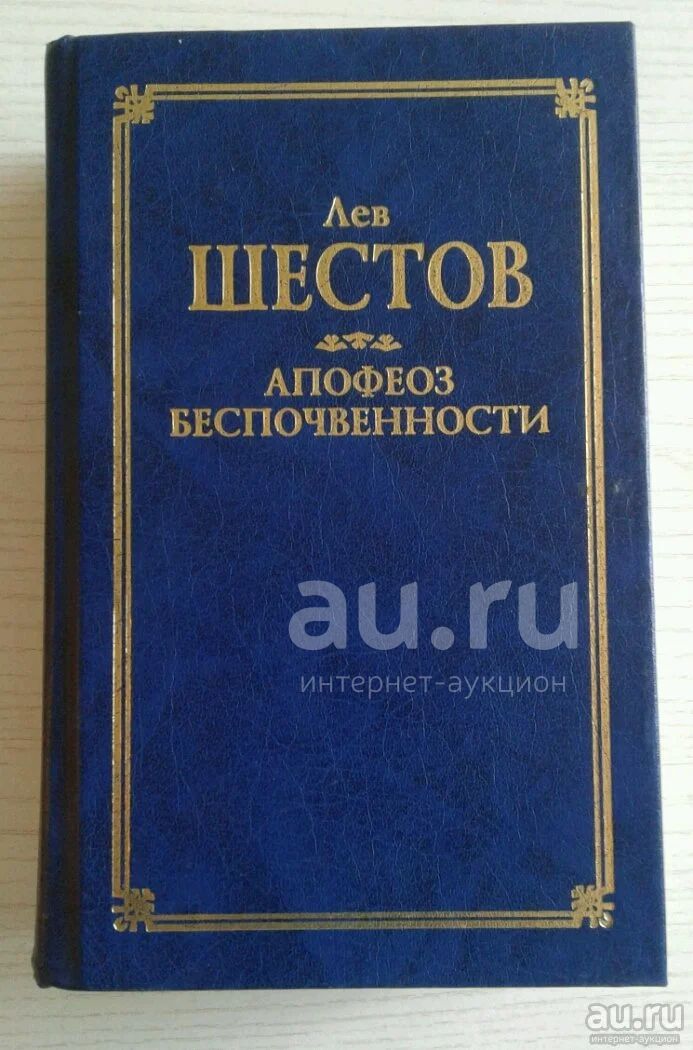 Лев
ШЕСТОВ
АПОФЕОЗ
БЕСПОЧВЕННОСТИ
au.ru
интернет-аукцион
au.ru
интернет-аукцион